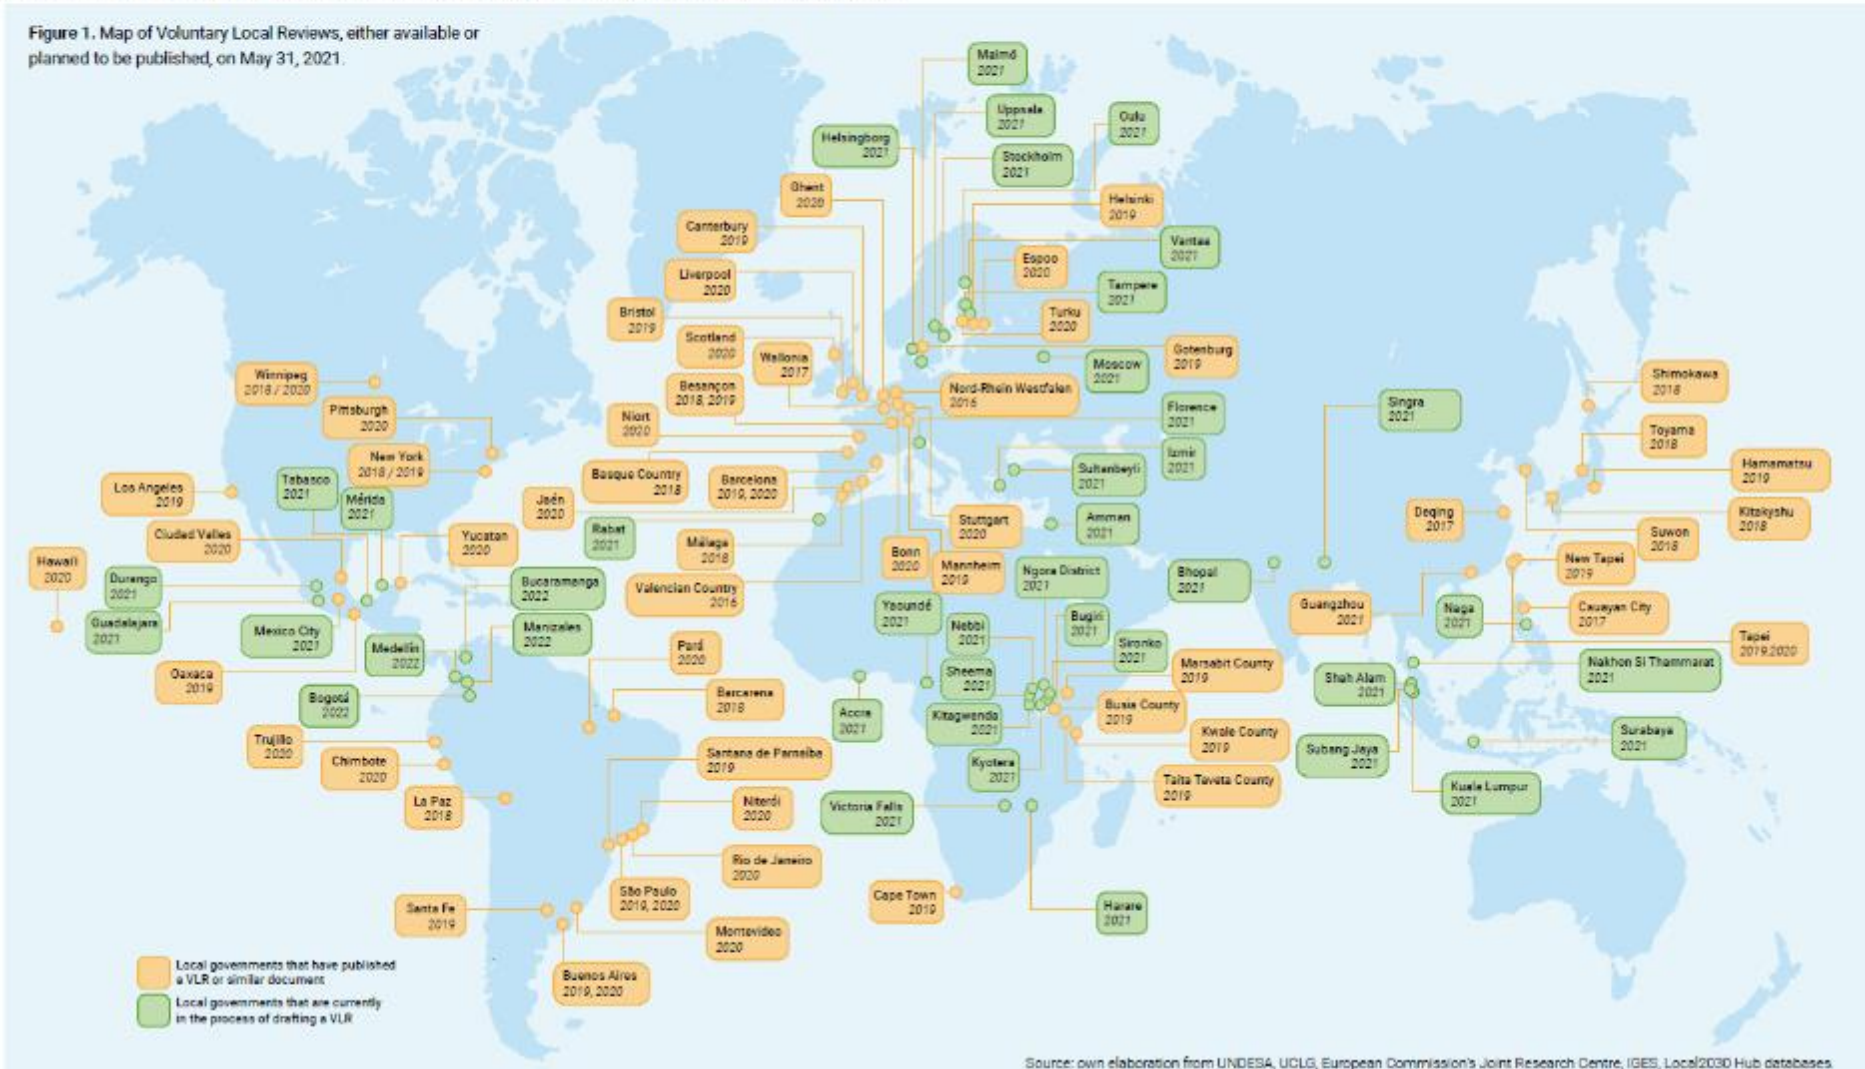 Figure 1. Map of Voluntary Local Reviews, either available or
planned to be published, on May 31, 2021.
Malmö
2021
Uppsala
2021
Oulu
2021
Helsingborg
2021
Stockholm
2021
Ghent
2020
Helsinki
2019
Canterbury
2019
Vantaa
2021
Espoo
2020
Liverpool
2020
Tampere
2021
Bristol
2019
Turku
2020
Scotland
2020
Wallonia
2017
Gotenburg
2019
Moscow
2021
Winnipeg
2018 / 2020
Besançon
2018, 2019
Nord-Rhein Westfalen
2016
Shimokawa
2018
Pittsburgh
2020
Niort
2020
Florence
2021
Singra
2021
Toyama
2018
New York
2018 / 2019
Izmir
2021
Hamamatsu
2019
Tabasco
2021
Basque Country
2018
Barcelona
2019, 2020
Sultanbeyli
2021
Los Angeles
2019
Mérida
2021
Jaén
2020
Deqing
2017
Kitakyshu
2018
Ciudad Valles
2020
Yucatan
2020
Rabat
2021
Málaga
2018
Stuttgart
2020
Amman
2021
Suwon
2018
Hawaii
2020
Bonn
2020
Mannheim
2019
New Tapei
2019
Durango
2021
Bucaramanga
2022
Valencian Country
2016
Ngora District
2021
Bhopal
2021
Guadalajara
2021
Mexico City
2021
Manizales
2022
Yaoundé
2021
Nebbi
2021
Bugiri
2021
Guangzhou
2021
Naga
2021
Cauayan City
2017
Medellín
2022
Pará
2020
Sironko
2021
Tapei
2019,2020
Oaxaca
2019
Sheema
2021
Marsabit County
2019
Shah Alam
2021
Nakhon Si Thammarat
2021
Bogotá
2022
Barcarena
2018
Accra
2021
Kitagwenda
2021
Busia County
2019
Trujillo
2020
Kwale County
2019
Surabaya
2021
Chimbote
2020
Santana de Parnaíba
2019
Kyotera
2021
Subang Jaya
2021
Taita Taveta County
2019
La Paz
2018
Niterói
2020
Victoria Falls
2021
Kuala Lumpur
2021
Rio de Janeiro
2020
São Paulo
2019, 2020
Cape Town
2019
Harare
2021
Santa Fe
2019
Montevideo
2020
Buenos Aires
2019, 2020
Local governments that have published
a VLR or similar document
Local governments that are currently
in the process of drafting a VLR
Source: own elaboration from UNDESA, UCLG, European Commission's Joint Research Centre, IGES, Local2030 Hub databases.